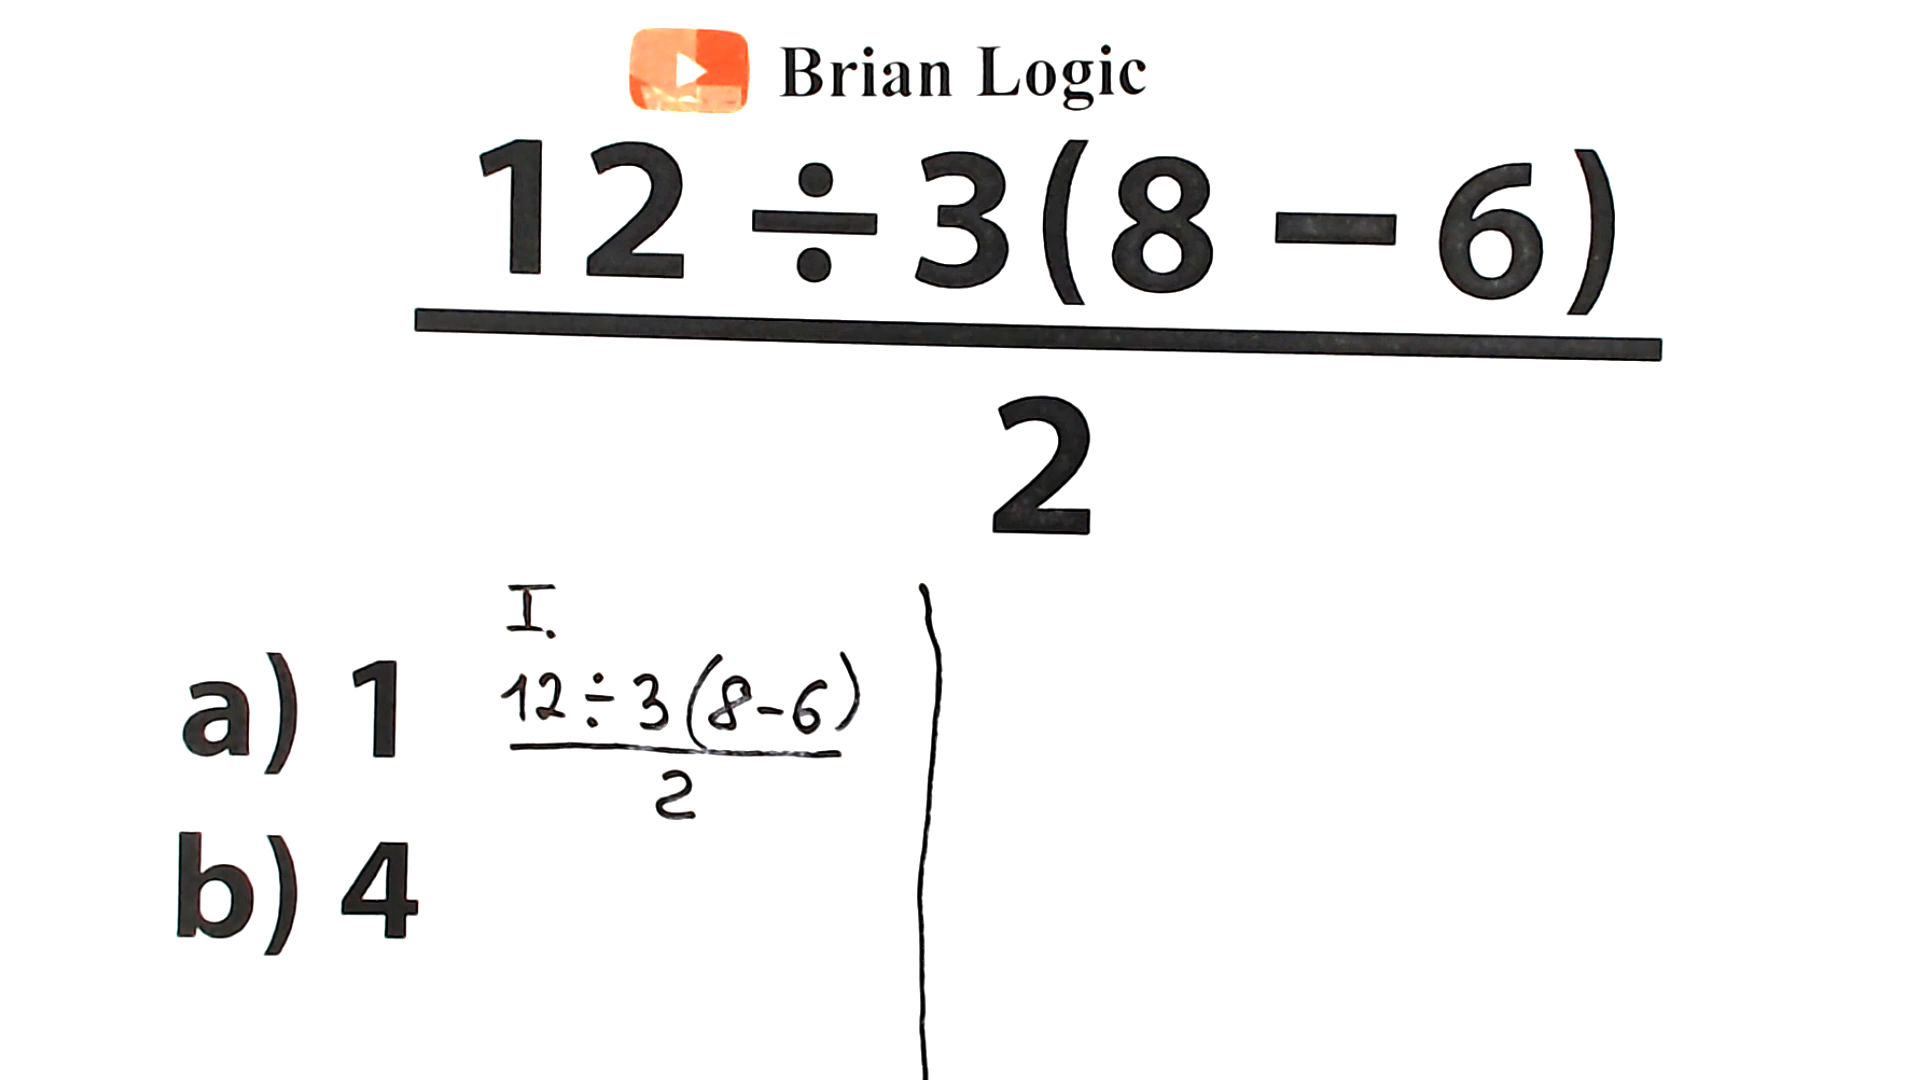 Brian Logic
12 ÷ 3(8 − 6)
2
a) 1
b) 4
I.
12 ÷ 3(8-6)
2